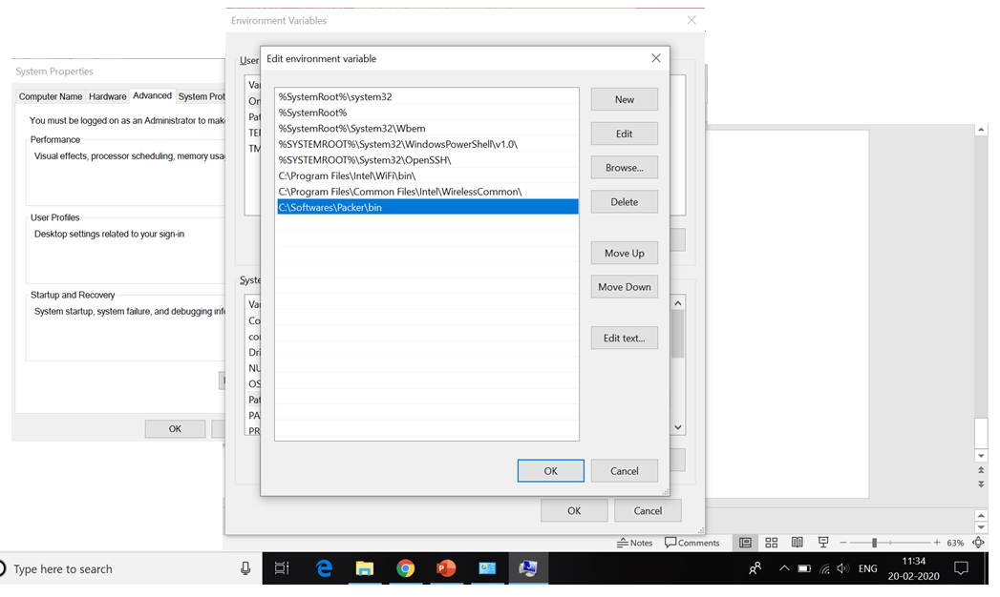 Environment Variables
System Properties
Computer Name
Hardware
Advanced
System Prot
You must be logged on as an Administrator to mak
Performance
Visual effects, processor scheduling, memory usa
User Profiles
Desktop settings related to your sign-in
Startup and Recovery
System startup, system failure, and debugging info
OK
User
Va
On
Pat
TE
TM
Syste
Va
Co
co
Dri
NU
OS
Pat
PA
PR
Edit environment variable
%SystemRoot%\system32
%SystemRoot%
%SystemRoot%\System32\Wbem
%SYSTEMROOT%\System32\WindowsPowerShell\v1.0\
%SYSTEMROOT%\System32\OpenSSH\
C:\Program Files\Intel\WiFi\bin\
C:\Program Files\Common Files\Intel\WirelessCommon\
C:\Softwares\Packer\bin
New
Edit
Browse...
Delete
Move Up
Move Down
Edit text...
OK
Cancel
OK
Cancel
Notes
Comments
63%
Type here to search
ENG
11:34
20-02-2020